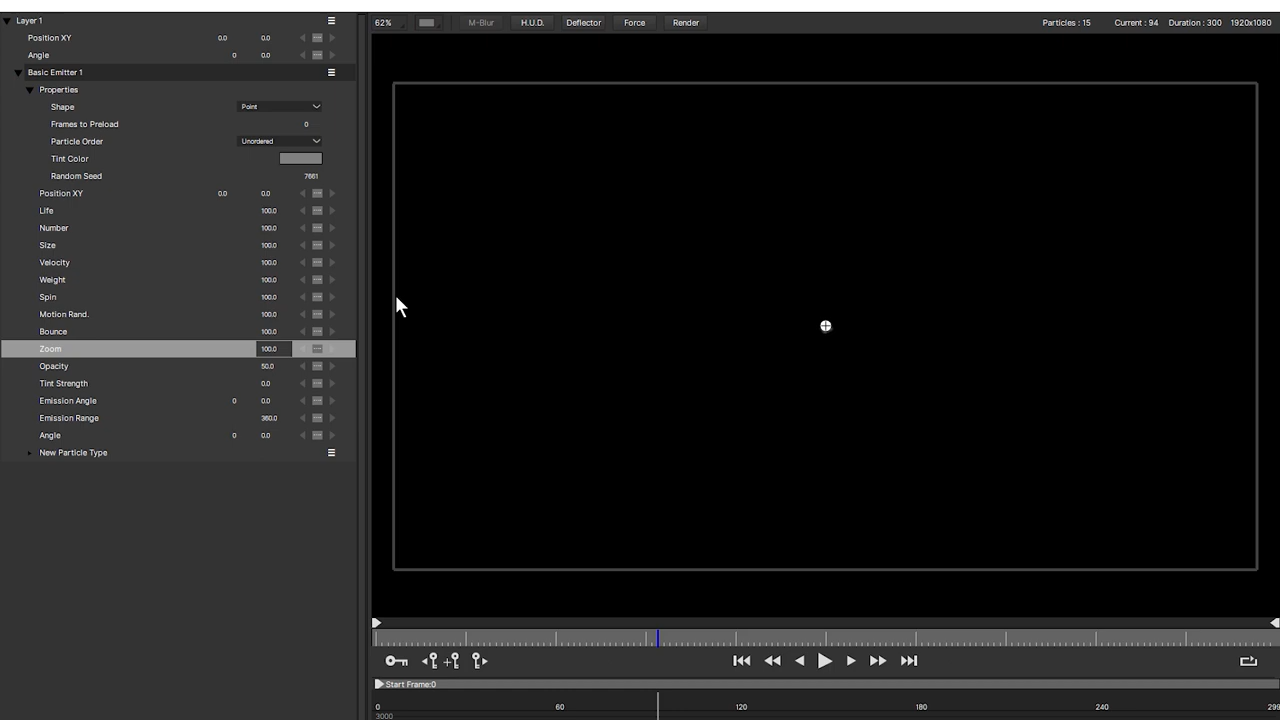 Layer 1
62% M-Blur H.U.D. Deflector Force Render Particles : 15 Current : 94 Duration : 300 1920x1080
Position XY 0.0 0.0
Angle 0 0.0
Basic Emitter 1
Properties
Shape Point
Frames to Preload 0
Particle Order Unordered
Tint Color
Random Seed 7661
Position XY 0.0 0.0
Life 100.0
Number 100.0
Size 100.0
Velocity 100.0
Weight 100.0
Spin 100.0
Motion Rand. 100.0
Bounce 100.0
Zoom 100.0
Opacity 50.0
Tint Strength 0.0
Emission Angle 0 0.0
Emission Range 360.0
Angle 0 0.0
New Particle Type
Start Frame:0
0 60 120 180 240 299
3000